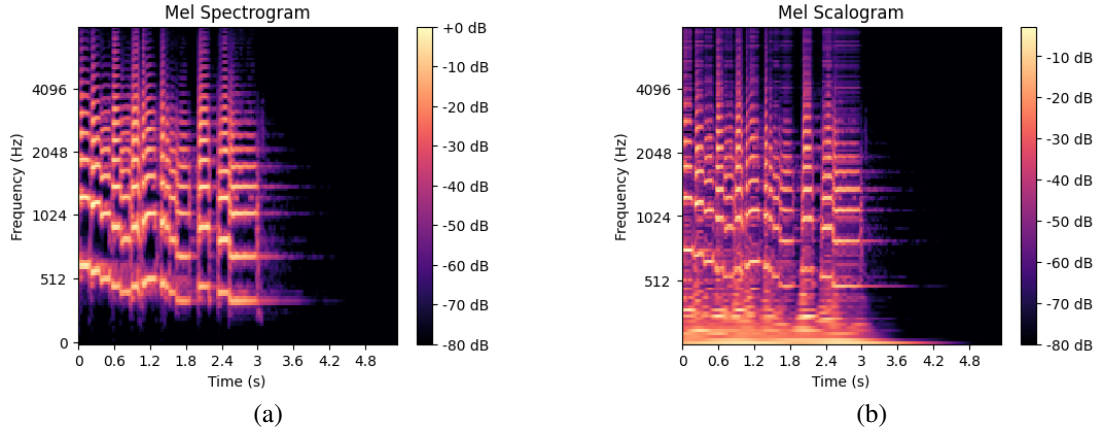 Mel Spectrogram
Frequency (Hz)
4096
2048
1024
512
0
0 0.6 1.2 1.8 2.4 3 3.6 4.2 4.8
Time (s)
+0 dB
-10 dB
-20 dB
-30 dB
-40 dB
-50 dB
-60 dB
-70 dB
-80 dB
(a)
Mel Scalogram
Frequency (Hz)
4096
2048
1024
512
0 0.6 1.2 1.8 2.4 3 3.6 4.2 4.8
Time (s)
-10 dB
-20 dB
-30 dB
-40 dB
-50 dB
-60 dB
-70 dB
-80 dB
(b)